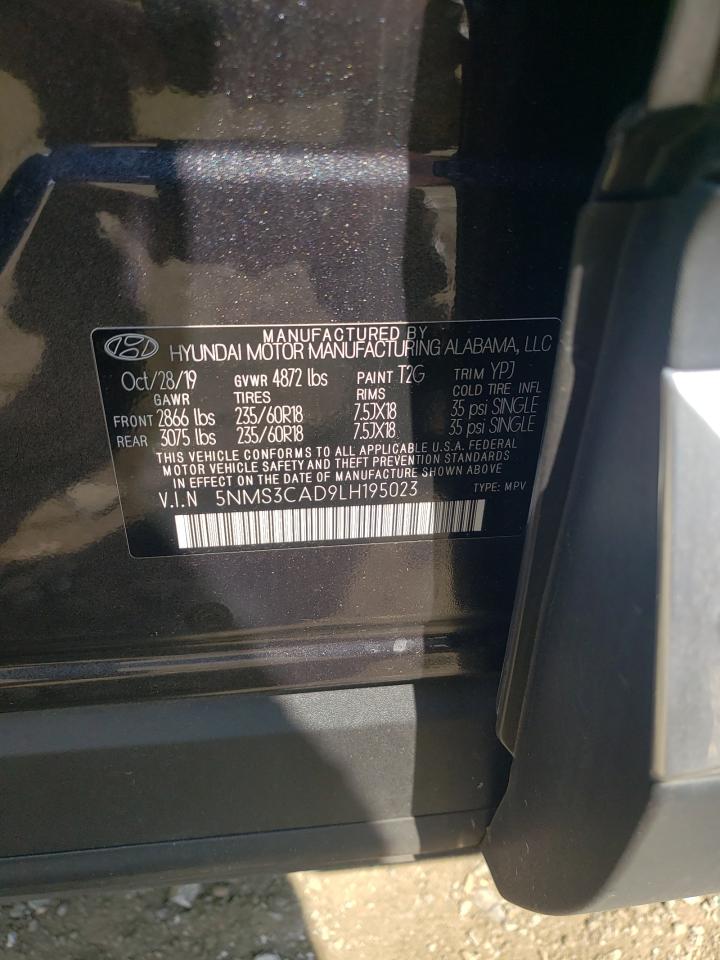 MANUFACTURED BY
HYUNDAI MOTOR MANUFACTURING ALABAMA, LLC
Oct/28/19 GVWR 4872 lbs PAINT T2G TRIM YPJ
GAWR TIRES RIMS COLD TIRE INFL
FRONT 2866 lbs 235/60R18 7.5JX18 35 psi SINGLE
REAR 3075 lbs 235/60R18 7.5JX18 35 psi SINGLE
THIS VEHICLE CONFORMS TO ALL APPLICABLE U.S.A. FEDERAL
MOTOR VEHICLE SAFETY AND THEFT PREVENTION STANDARDS
IN EFFECT ON THE DATE OF MANUFACTURE SHOWN ABOVE
V.I.N 5NMS3CAD9LH195023 TYPE: MPV